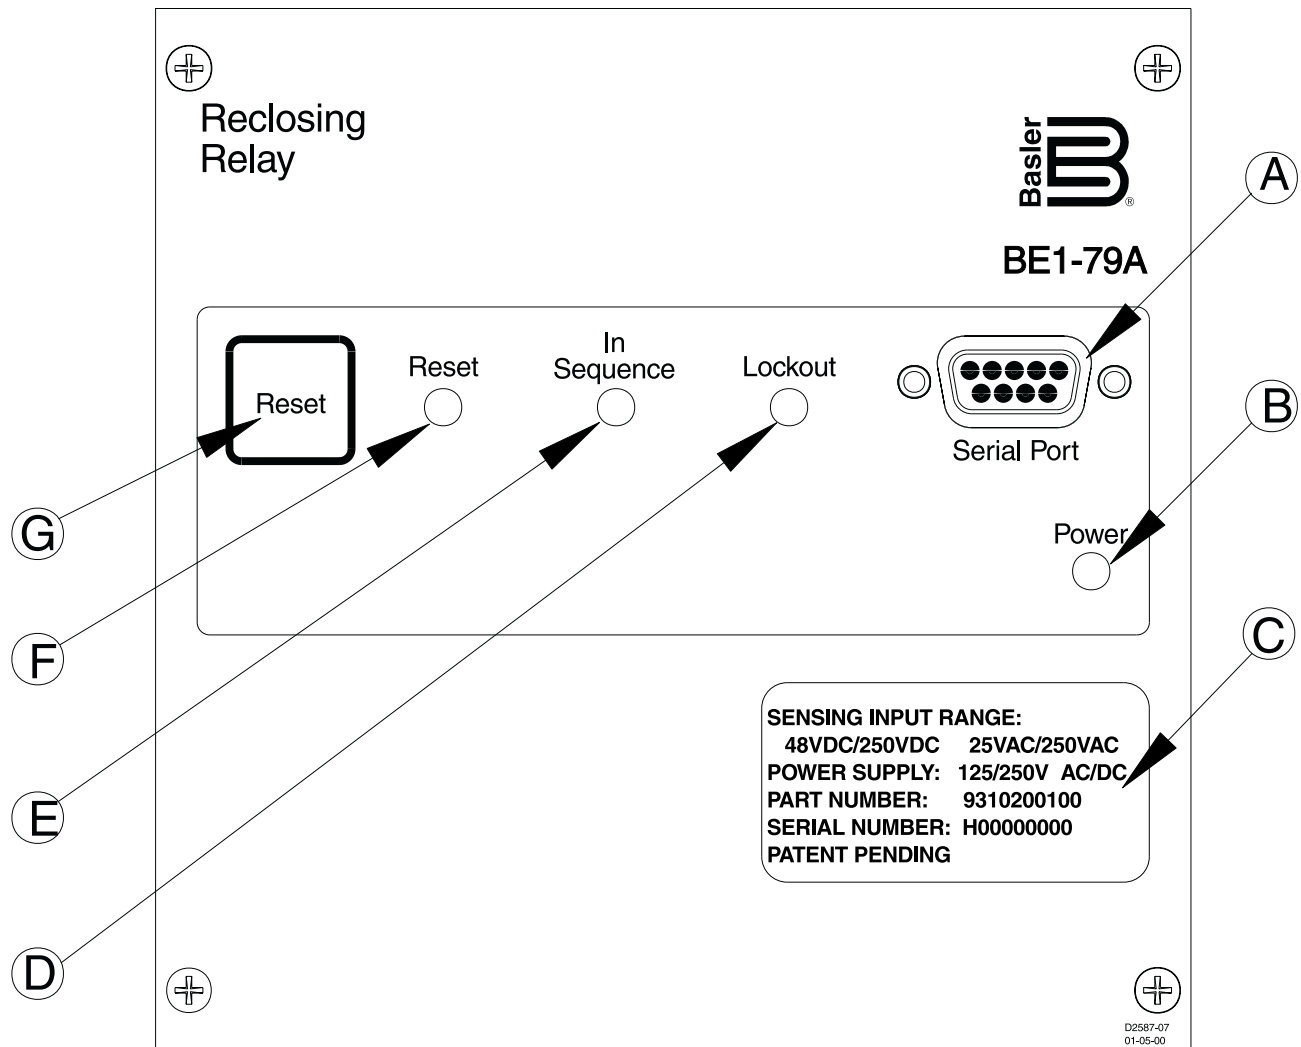 Reclosing
Relay
Basler
®
BE1-79A
A
Reset
Reset
In
Sequence
Lockout
Serial Port
B
Power
G
F
C
SENSING INPUT RANGE:
48VDC/250VDC 25VAC/250VAC
POWER SUPPLY: 125/250V AC/DC
PART NUMBER: 9310200100
SERIAL NUMBER: H00000000
PATENT PENDING
E
D
D2587-07
01-05-00